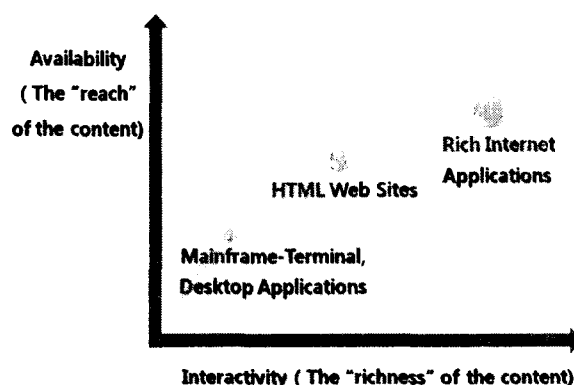 Availability
( The "reach"
of the content)
Rich Internet
Applications
HTML Web Sites
Mainframe-Terminal,
Desktop Applications
Interactivity ( The "richness" of the content)